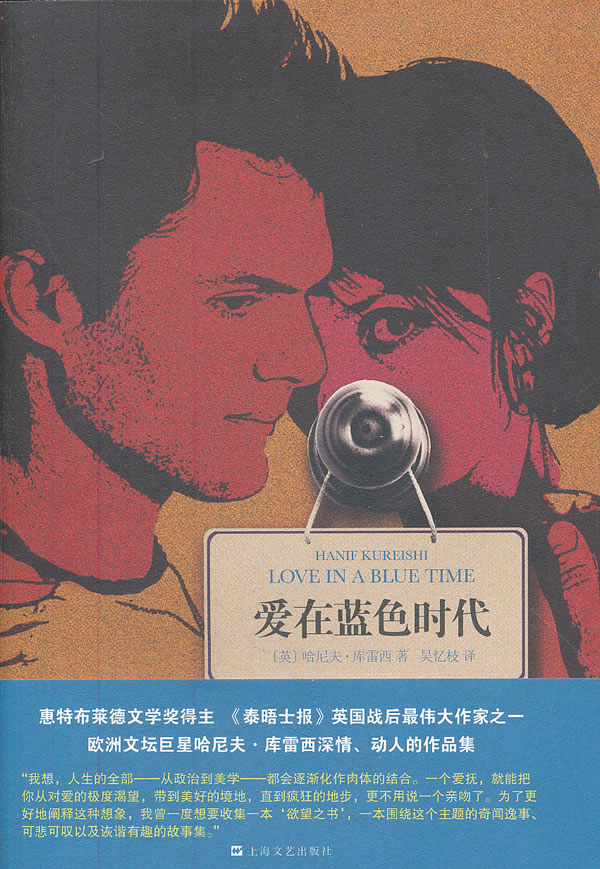 HANIF KUREISHI
LOVE IN A BLUE TIME
爱在蓝色时代
［英］哈尼夫·库雷西 著 吴忆枝 译
惠特布莱德文学奖得主 《泰晤士报》英国战后最伟大作家之一
欧洲文坛巨星哈尼夫·库雷西深情、动人的作品集
“我想，人生的全部——从政治到美学——都会逐渐化作肉体的结合。一个爱抚，就能把
你从对爱的极度渴望，带到美好的境地，直到疯狂的地步，更不用说一个亲吻了。为了更
好地阐释这种想象，我曾一度想要收集一本‘欲望之书’，一本围绕这个主题的奇闻逸事、
可悲可叹以及诙谐有趣的故事集。”
上海文艺出版社